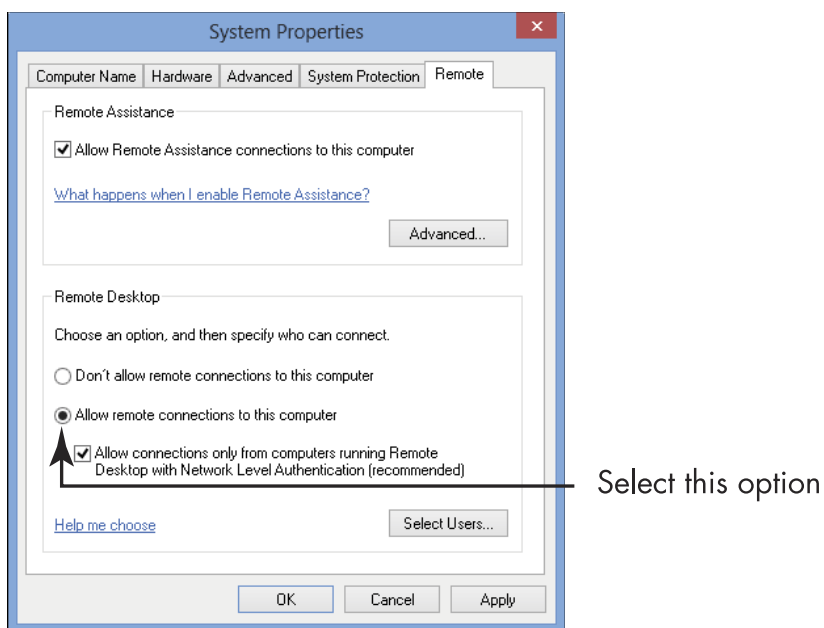 System Properties
Computer Name Hardware Advanced System Protection Remote
Remote Assistance
Allow Remote Assistance connections to this computer
What happens when I enable Remote Assistance?
Advanced...
Remote Desktop
Choose an option, and then specify who can connect.
Don't allow remote connections to this computer
Allow remote connections to this computer
Allow connections only from computers running Remote
Desktop with Network Level Authentication (recommended)
Select this option
Help me choose
Select Users...
OK Cancel Apply